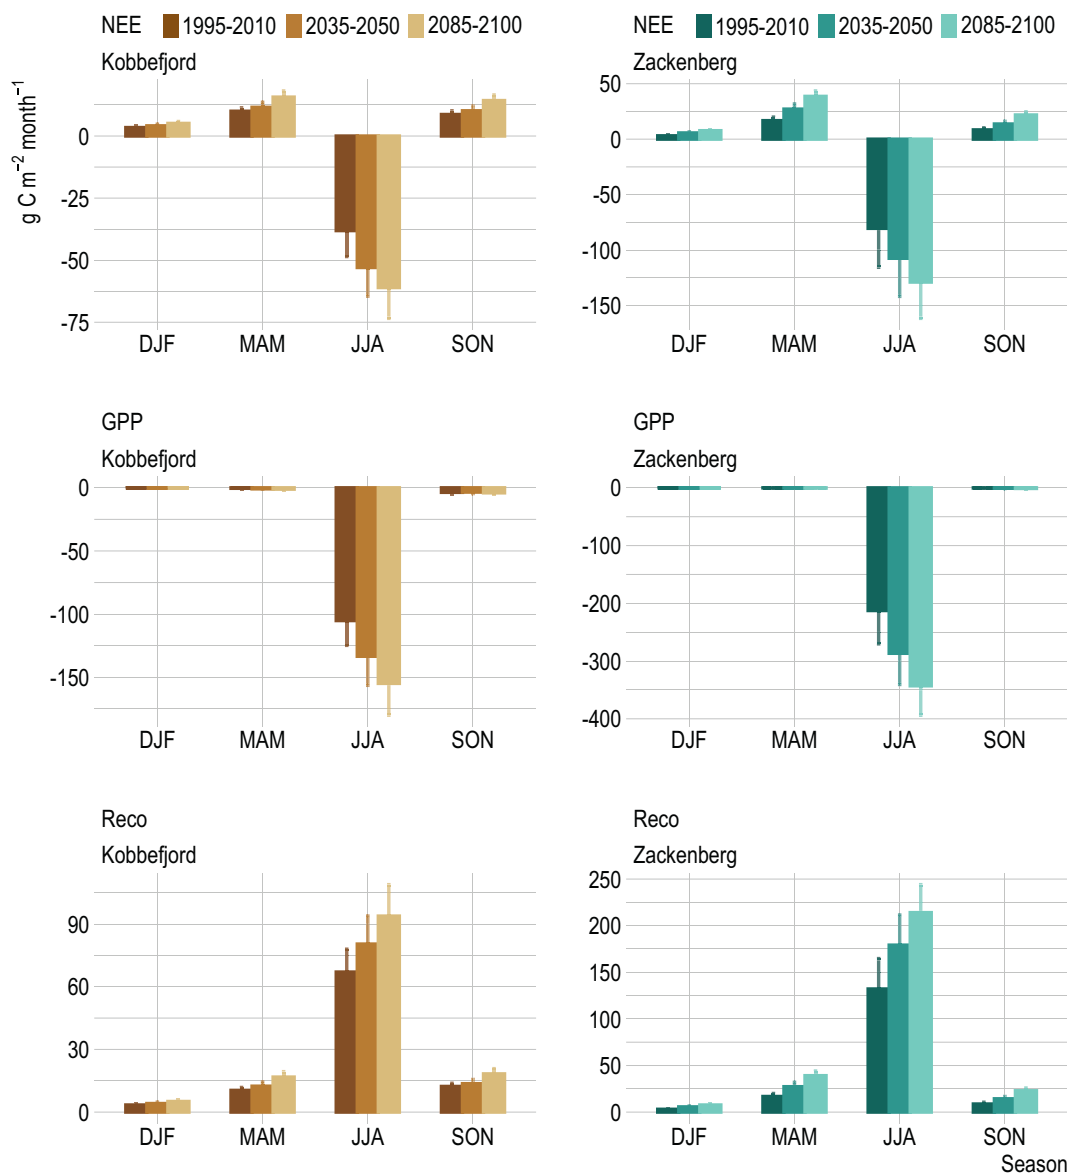 NEE 1995-2010 2035-2050 2085-2100
Kobbefjord
g C m⁻² month⁻¹
0
-25
-50
-75
DJF MAM JJA SON
NEE 1995-2010 2035-2050 2085-2100
Zackenberg
50
0
-50
-100
-150
DJF MAM JJA SON
GPP
Kobbefjord
0
-50
-100
-150
DJF MAM JJA SON
GPP
Zackenberg
0
-100
-200
-300
-400
DJF MAM JJA SON
Reco
Kobbefjord
90
60
30
0
DJF MAM JJA SON
Reco
Zackenberg
250
200
150
100
50
0
DJF MAM JJA SON
Season